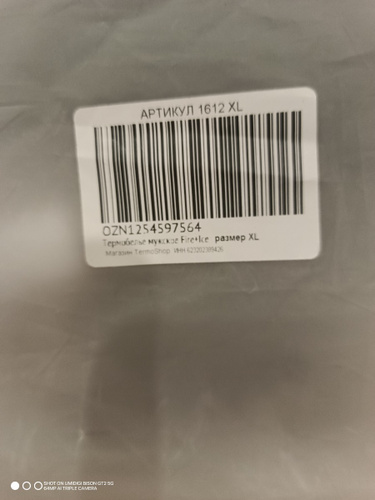 АРТИКУЛ 1612 XL
OZN1254597564
Термобелье мужское Fire+Ice размер XL
Магазин TermoShop ИНН
SHOT ON UMIDIGI BISON GT2 5G
64MP AI TRIPLE CAMERA